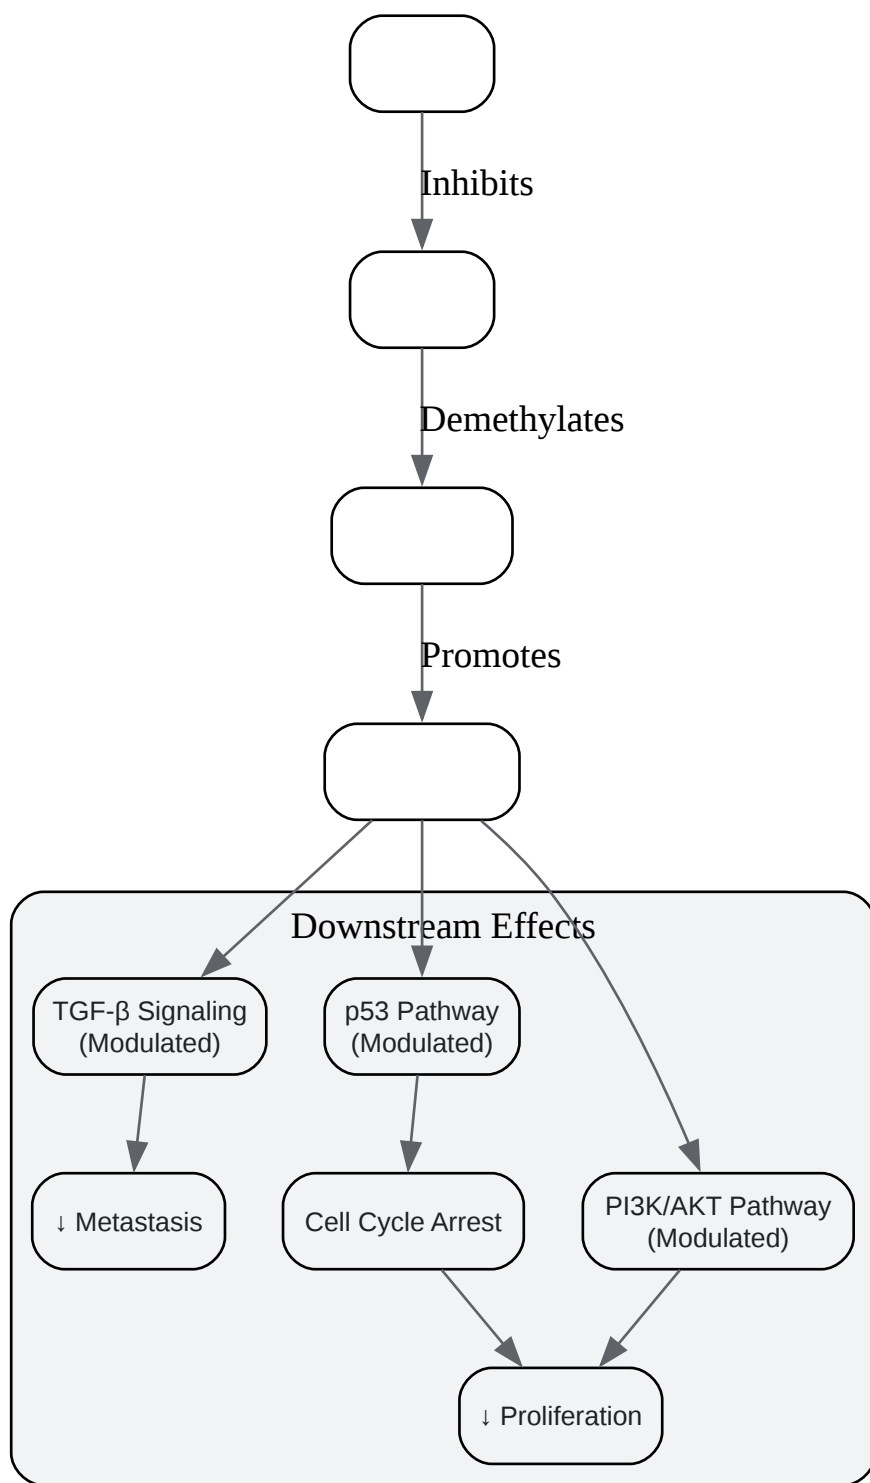 Inhibits
Demethylates
Promotes
Downstream Effects
TGF-β Signaling
(Modulated)
p53 Pathway
(Modulated)
↓ Metastasis
Cell Cycle Arrest
PI3K/AKT Pathway
(Modulated)
↓ Proliferation